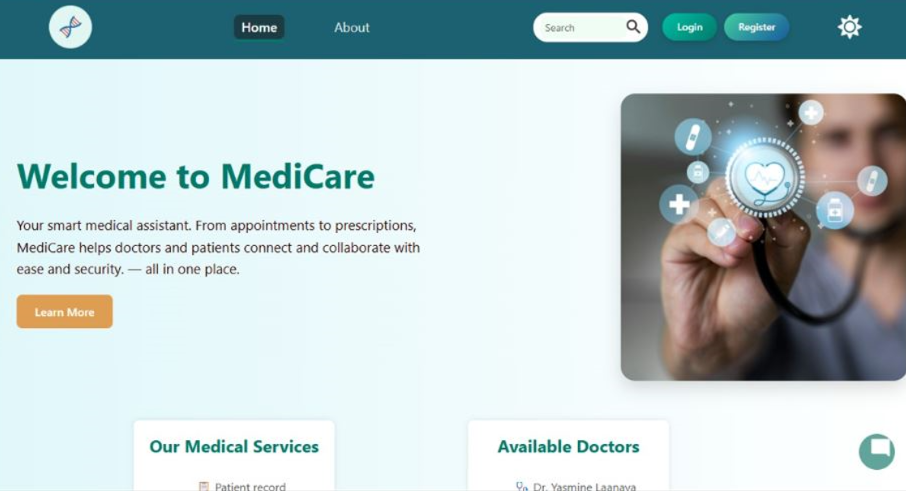 Home
About
Search
Login
Register
Welcome to MediCare
Your smart medical assistant. From appointments to prescriptions,
MediCare helps doctors and patients connect and collaborate with
ease and security. — all in one place.
Learn More
Our Medical Services
Available Doctors
Patient record
Dr. Yasmine Laanaya